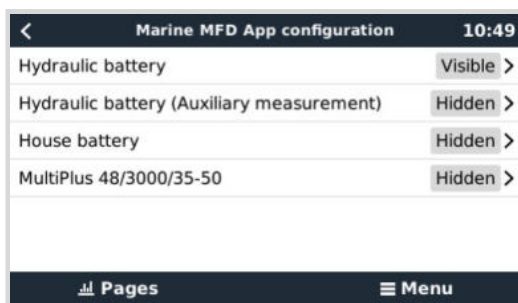 Marine MFD App configuration 10:49
Hydraulic battery Visible
Hydraulic battery (Auxiliary measurement) Hidden
House battery Hidden
MultiPlus 48/3000/35-50 Hidden
Pages Menu